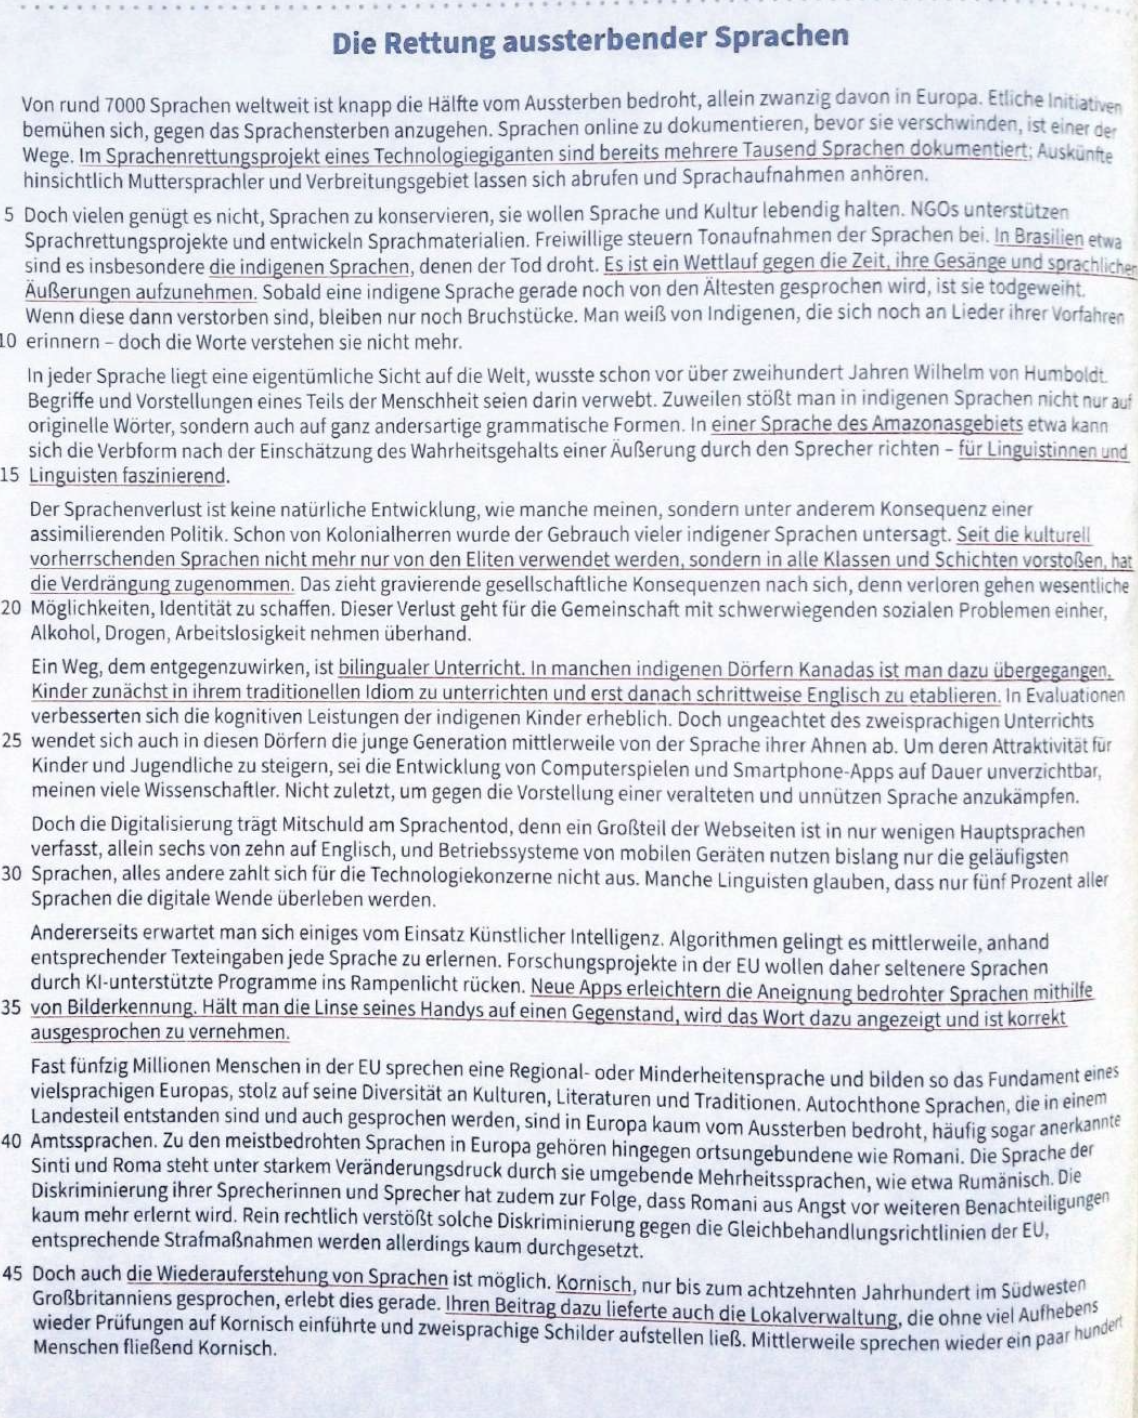 Die Rettung aussterbender Sprachen
Von rund 7000 Sprachen weltweit ist knapp die Hälfte vom Aussterben bedroht, allein zwanzig davon in Europa. Etliche Initiativen
bemühen sich, gegen das Sprachensterben anzugehen. Sprachen online zu dokumentieren, bevor sie verschwinden, ist einer der
Wege. Im Sprachenrettungsprojekt eines Technologiegiganten sind bereits mehrere Tausend Sprachen dokumentiert; Auskünfte
hinsichtlich Muttersprachler und Verbreitungsgebiet lassen sich abrufen und Sprachaufnahmen anhören.
5 Doch vielen genügt es nicht, Sprachen zu konservieren, sie wollen Sprache und Kultur lebendig halten. NGOs unterstützen
Sprachrettungsprojekte und entwickeln Sprachmaterialien. Freiwillige steuern Tonaufnahmen der Sprachen bei. In Brasilien etwa
sind es insbesondere die indigenen Sprachen, denen der Tod droht. Es ist ein Wettlauf gegen die Zeit, ihre Gesänge und sprachlichen
Äußerungen aufzunehmen. Sobald eine indigene Sprache gerade noch von den Ältesten gesprochen wird, ist sie todgeweiht.
Wenn diese dann verstorben sind, bleiben nur noch Bruchstücke. Man weiß von Indigenen, die sich noch an Lieder ihrer Vorfahren
10 erinnern – doch die Worte verstehen sie nicht mehr.
In jeder Sprache liegt eine eigentümliche Sicht auf die Welt, wusste schon vor über zweihundert Jahren Wilhelm von Humboldt.
Begriffe und Vorstellungen eines Teils der Menschheit seien darin verwebt. Zuweilen stößt man in indigenen Sprachen nicht nur auf
originelle Wörter, sondern auch auf ganz andersartige grammatische Formen. In einer Sprache des Amazonasgebiets etwa kann
sich die Verbform nach der Einschätzung des Wahrheitsgehalts einer Äußerung durch den Sprecher richten – für Linguistinnen und
15 Linguisten faszinierend.
Der Sprachenverlust ist keine natürliche Entwicklung, wie manche meinen, sondern unter anderem Konsequenz einer
assimilierenden Politik. Schon von Kolonialherren wurde der Gebrauch vieler indigener Sprachen untersagt. Seit die kulturell
vorherrschenden Sprachen nicht mehr nur von den Eliten verwendet werden, sondern in alle Klassen und Schichten vorstoßen, hat
die Verdrängung zugenommen. Das zieht gravierende gesellschaftliche Konsequenzen nach sich, denn verloren gehen wesentliche
20 Möglichkeiten, Identität zu schaffen. Dieser Verlust geht für die Gemeinschaft mit schwerwiegenden sozialen Problemen einher,
Alkohol, Drogen, Arbeitslosigkeit nehmen überhand.
Ein Weg, dem entgegenzuwirken, ist bilingualer Unterricht. In manchen indigenen Dörfern Kanadas ist man dazu übergegangen,
Kinder zunächst in ihrem traditionellen Idiom zu unterrichten und erst danach schrittweise Englisch zu etablieren. In Evaluationen
verbesserten sich die kognitiven Leistungen der indigenen Kinder erheblich. Doch ungeachtet des zweisprachigen Unterrichts
25 wendet sich auch in diesen Dörfern die junge Generation mittlerweile von der Sprache ihrer Ahnen ab. Um deren Attraktivität für
Kinder und Jugendliche zu steigern, sei die Entwicklung von Computerspielen und Smartphone-Apps auf Dauer unverzichtbar,
meinen viele Wissenschaftler. Nicht zuletzt, um gegen die Vorstellung einer veralteten und unnützen Sprache anzukämpfen.
Doch die Digitalisierung trägt Mitschuld am Sprachentod, denn ein Großteil der Webseiten ist in nur wenigen Hauptsprachen
verfasst, allein sechs von zehn auf Englisch, und Betriebssysteme von mobilen Geräten nutzen bislang nur die geläufigsten
30 Sprachen, alles andere zahlt sich für die Technologiekonzerne nicht aus. Manche Linguisten glauben, dass nur fünf Prozent aller
Sprachen die digitale Wende überleben werden.
Andererseits erwartet man sich einiges vom Einsatz Künstlicher Intelligenz. Algorithmen gelingt es mittlerweile, anhand
entsprechender Texteingaben jede Sprache zu erlernen. Forschungsprojekte in der EU wollen daher seltenere Sprachen
durch KI-unterstützte Programme ins Rampenlicht rücken. Neue Apps erleichtern die Aneignung bedrohter Sprachen mithilfe
35 von Bilderkennung. Hält man die Linse seines Handys auf einen Gegenstand, wird das Wort dazu angezeigt und ist korrekt
ausgesprochen zu vernehmen.
Fast fünfzig Millionen Menschen in der EU sprechen eine Regional- oder Minderheitensprache und bilden so das Fundament eines
vielsprachigen Europas, stolz auf seine Diversität an Kulturen, Literaturen und Traditionen. Autochthone Sprachen, die in einem
Landesteil entstanden sind und auch gesprochen werden, sind in Europa kaum vom Aussterben bedroht, häufig sogar anerkannte
40 Amtssprachen. Zu den meistbedrohten Sprachen in Europa gehören hingegen ortsungebundene wie Romani. Die Sprache der
Sinti und Roma steht unter starkem Veränderungsdruck durch sie umgebende Mehrheitssprachen, wie etwa Rumänisch. Die
Diskriminierung ihrer Sprecherinnen und Sprecher hat zudem zur Folge, dass Romani aus Angst vor weiteren Benachteiligungen
kaum mehr erlernt wird. Rein rechtlich verstößt solche Diskriminierung gegen die Gleichbehandlungsrichtlinien der EU,
entsprechende Strafmaßnahmen werden allerdings kaum durchgesetzt.
45 Doch auch die Wiederauferstehung von Sprachen ist möglich. Kornisch, nur bis zum achtzehnten Jahrhundert im Südwesten
Großbritanniens gesprochen, erlebt dies gerade. Ihren Beitrag dazu lieferte auch die Lokalverwaltung, die ohne viel Aufhebens
wieder Prüfungen auf Kornisch einführte und zweisprachige Schilder aufstellen ließ. Mittlerweile sprechen wieder ein paar hundert
Menschen fließend Kornisch.